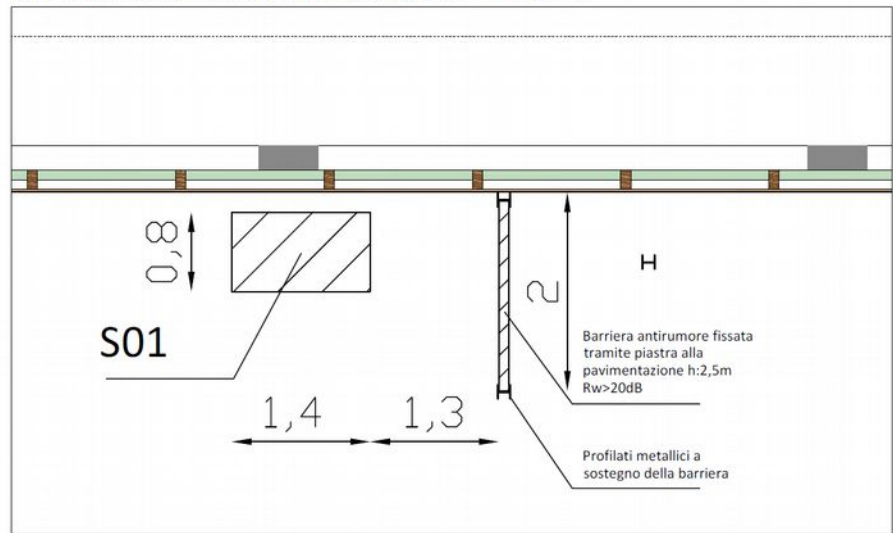 0,8
S01
1,4
1,3
2
H
Barriera antirumore fissata
tramite piastra alla
pavimentazione h:2,5m
Rw>20dB
Profilati metallici a
sostegno della barriera